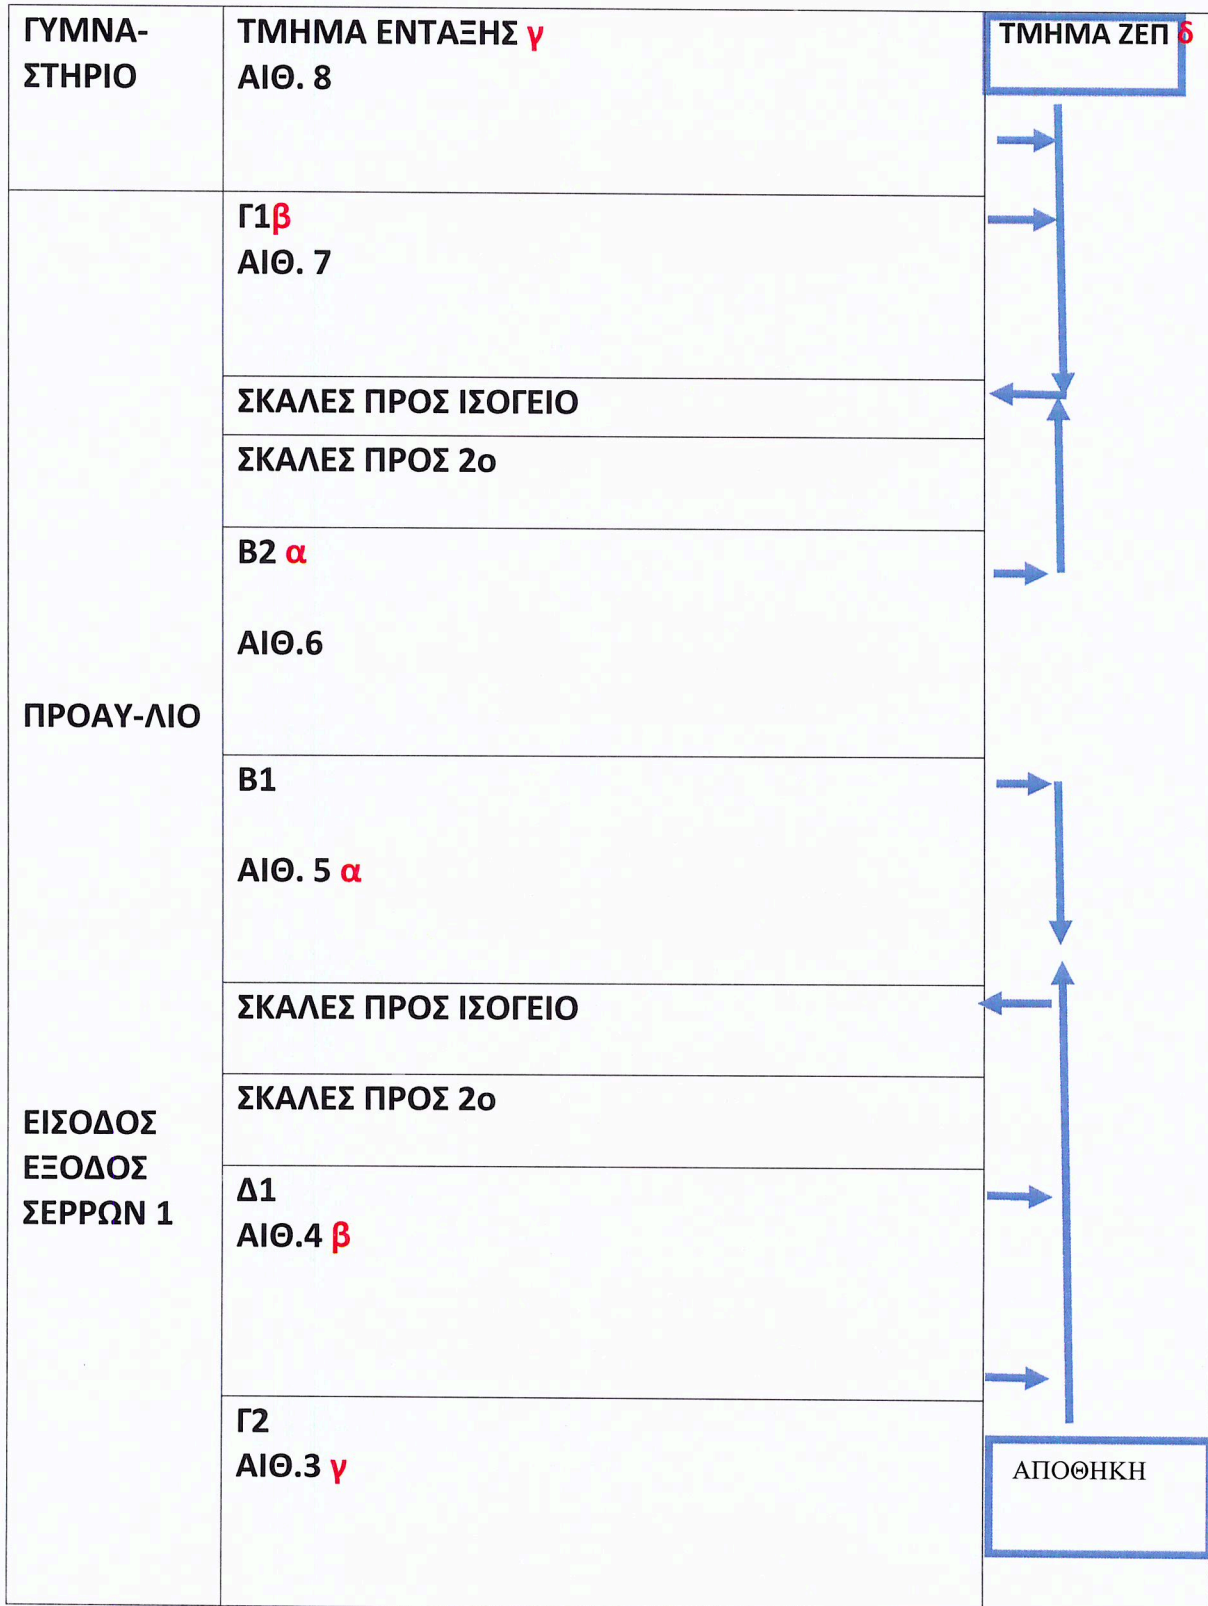 ΓΥΜΝΑ-
ΣΤΗΡΙΟ
ΤΜΗΜΑ ΕΝΤΑΞΗΣ γ
ΑΙΘ. 8
ΤΜΗΜΑ ΖΕΠ δ
Γ1β
ΑΙΘ. 7
ΣΚΑΛΕΣ ΠΡΟΣ ΙΣΟΓΕΙΟ
ΣΚΑΛΕΣ ΠΡΟΣ 2ο
Β2 α
ΑΙΘ.6
ΠΡΟΑΥ-ΛΙΟ
Β1
ΑΙΘ. 5 α
ΣΚΑΛΕΣ ΠΡΟΣ ΙΣΟΓΕΙΟ
ΣΚΑΛΕΣ ΠΡΟΣ 2ο
ΕΙΣΟΔΟΣ
ΕΞΟΔΟΣ
ΣΕΡΡΩΝ 1
Δ1
ΑΙΘ.4 β
Γ2
ΑΙΘ.3 γ
ΑΠΟΘΗΚΗ